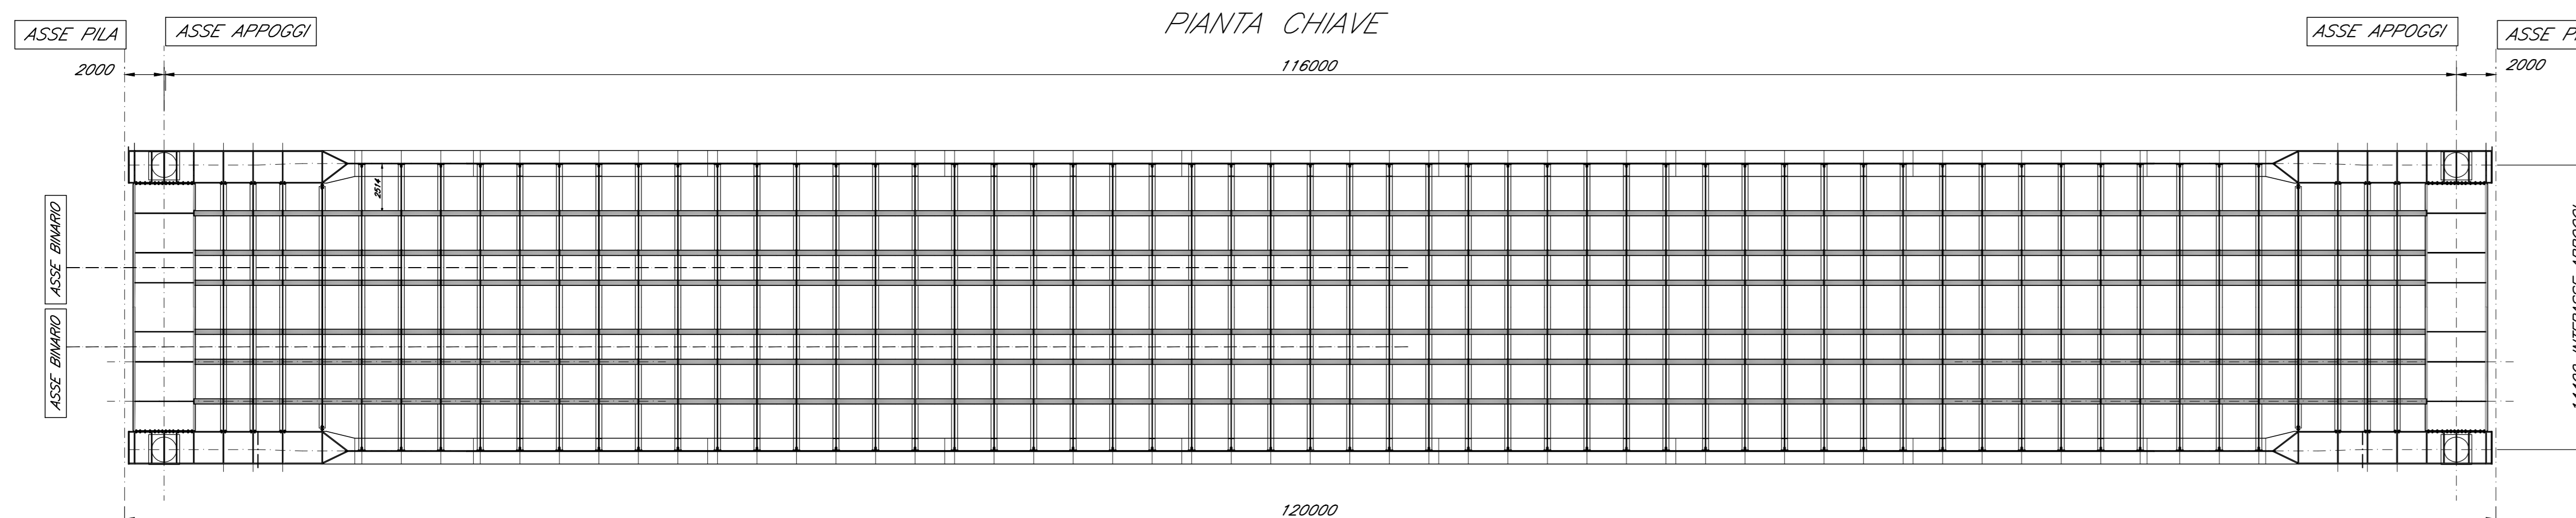 PIANTA CHIAVE
ASSE PILA
ASSE APPOGGI
ASSE APPOGGI
2000
116000
2000
2514
ASSE BINARIO
ASSE BINARIO
120000